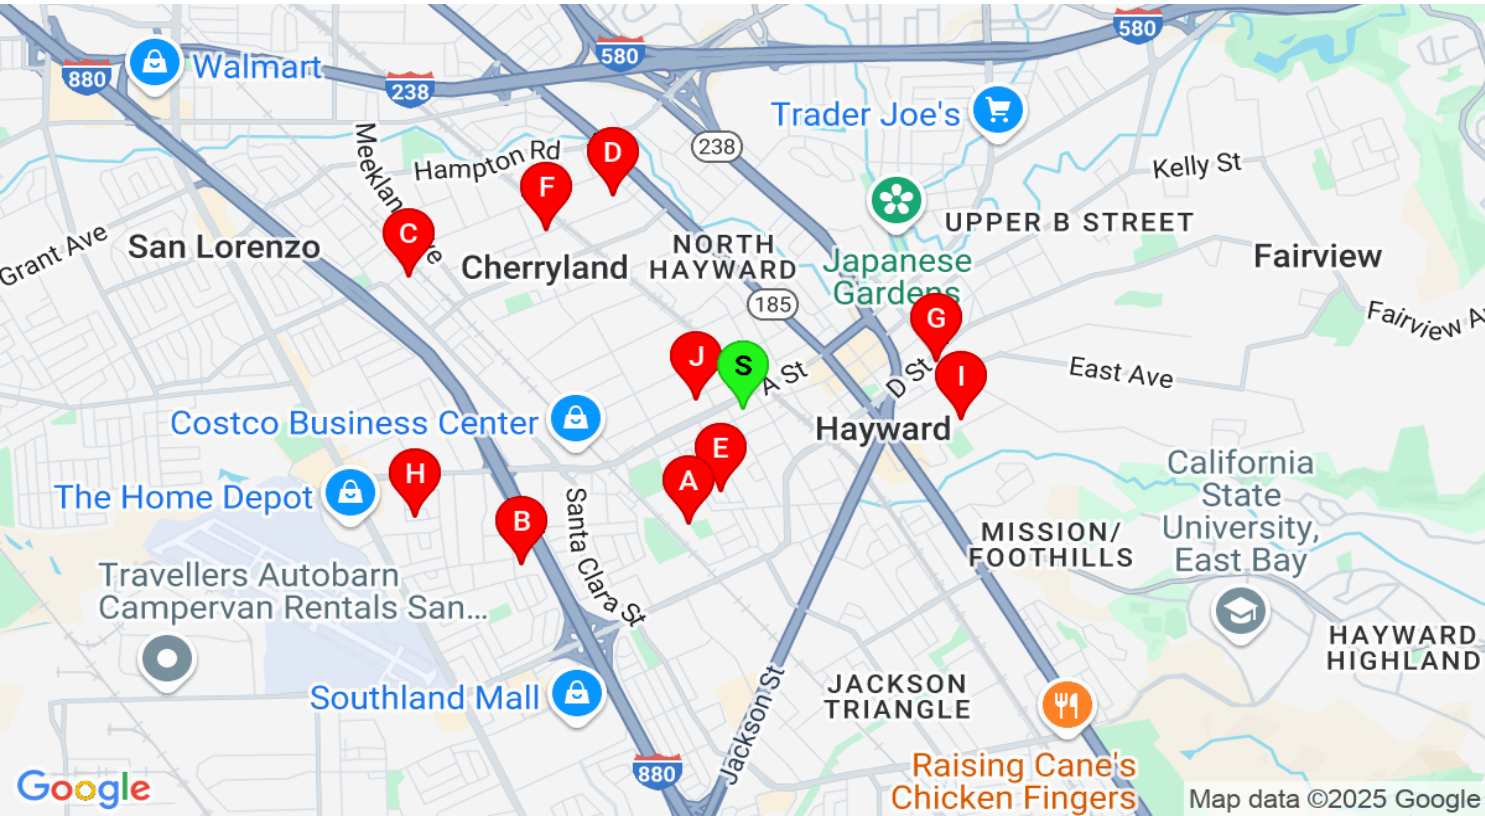 580
580
880
Walmart
238
Trader Joe's
238
Meeklan
ve
Hampton Rd
D
F
Kelly St
C
UPPER B STREET
Grant Ave
San Lorenzo
Cherryland
NORTH
HAYWARD
Japanese
Gardens
Fairview
185
G
Fairview A
J
S
A St
D St
I
East Ave
Costco Business Center
Hayward
E
A
H
The Home Depot
B
Santa Clara St
California
State
University,
East Bay
MISSION/
FOOTHILLS
Travellers Autobarn
Campervan Rentals San...
HAYWARD
HIGHLAND
Southland Mall
JACKSON
TRIANGLE
Jackson St
880
Raising Cane's
Chicken Fingers
Google
Map data ©2025 Google